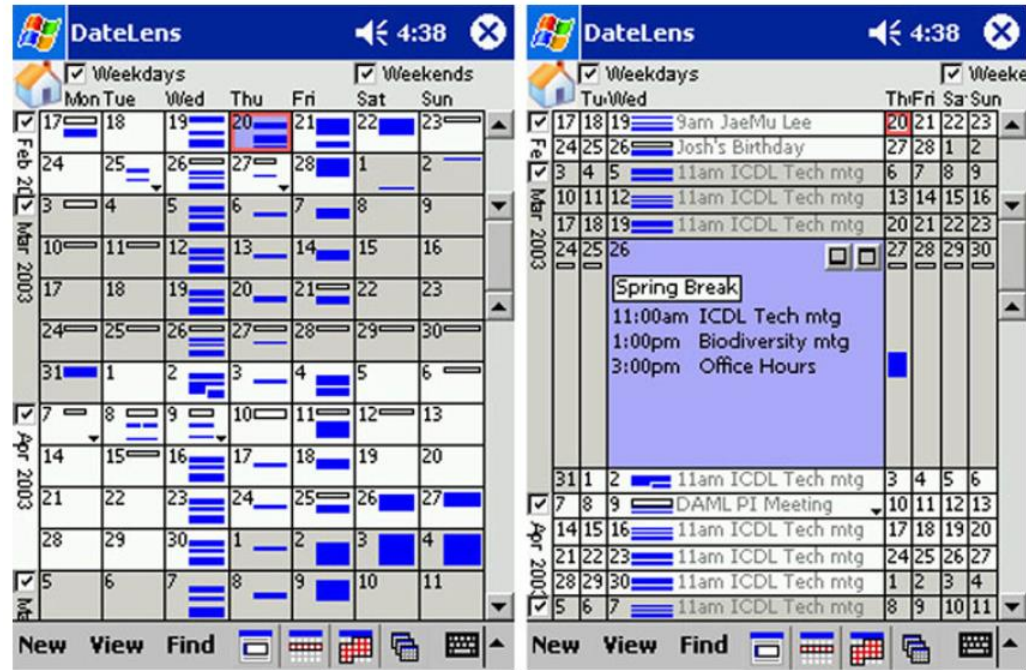 DateLens 4:38
Weekdays Weekends
Mon Tue Wed Thu Fri Sat Sun
Feb 20
17 18 19 20 21 22 23
24 25 26 27 28 1 2
Mar 2003
3 4 5 6 7 8 9
10 11 12 13 14 15 16
17 18 19 20 21 22 23
24 25 26 27 28 29 30
31 1 2 3 4 5 6
Apr 2003
7 8 9 10 11 12 13
14 15 16 17 18 19 20
21 22 23 24 25 26 27
28 29 30 1 2 3 4
Ma
5 6 7 8 9 10 11
New View Find
DateLens 4:38
Weekdays Weeke
Tu Wed Th Fri Sa Sun
Fe
17 18 19 9am JaeMu Lee 20 21 22 23
24 25 26 Josh's Birthday 27 28 1 2
Mar 2003
3 4 5 11am ICDL Tech mtg 6 7 8 9
10 11 12 11am ICDL Tech mtg 13 14 15 16
17 18 19 11am ICDL Tech mtg 20 21 22 23
24 25 26 27 28 29 30
Spring Break
11:00am ICDL Tech mtg
1:00pm Biodiversity mtg
3:00pm Office Hours
31 1 2 11am ICDL Tech mtg 3 4 5 6
Apr 200
7 8 9 DAML PI Meeting 10 11 12 13
14 15 16 11am ICDL Tech mtg 17 18 19 20
21 22 23 11am ICDL Tech mtg 24 25 26 27
28 29 30 11am ICDL Tech mtg 1 2 3 4
5 6 7 11am ICDL Tech mtg 8 9 10 11
New View Find